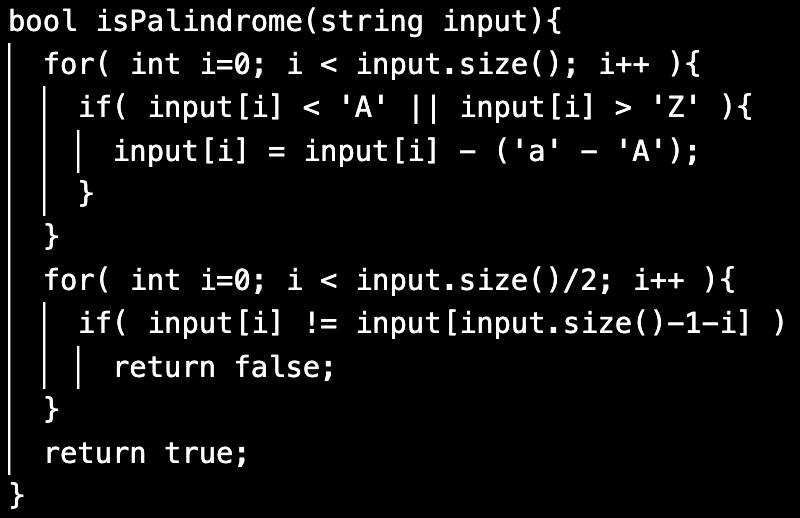 bool isPalindrome(string input){
for( int i=0; i < input.size(); i++ ){
if( input[i] < 'A' || input[i] > 'Z' ){
input[i] = input[i] - ('a' - 'A');
}
}
for( int i=0; i < input.size()/2; i++ ){
if( input[i] != input[input.size()-1-i] )
return false;
}
return true;
}